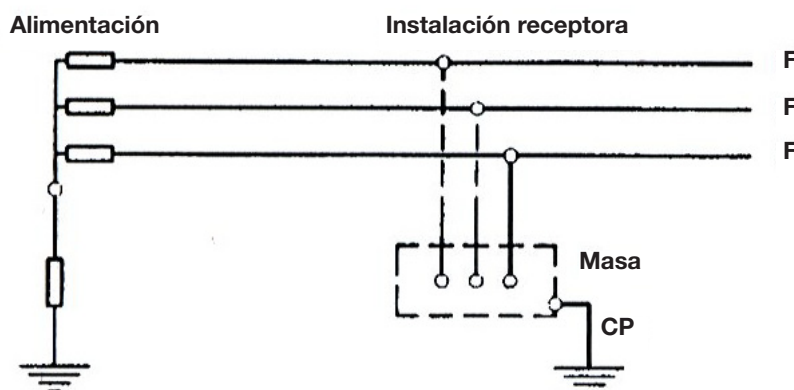 Alimentación
Instalación receptora
F
F
F
Masa
CP